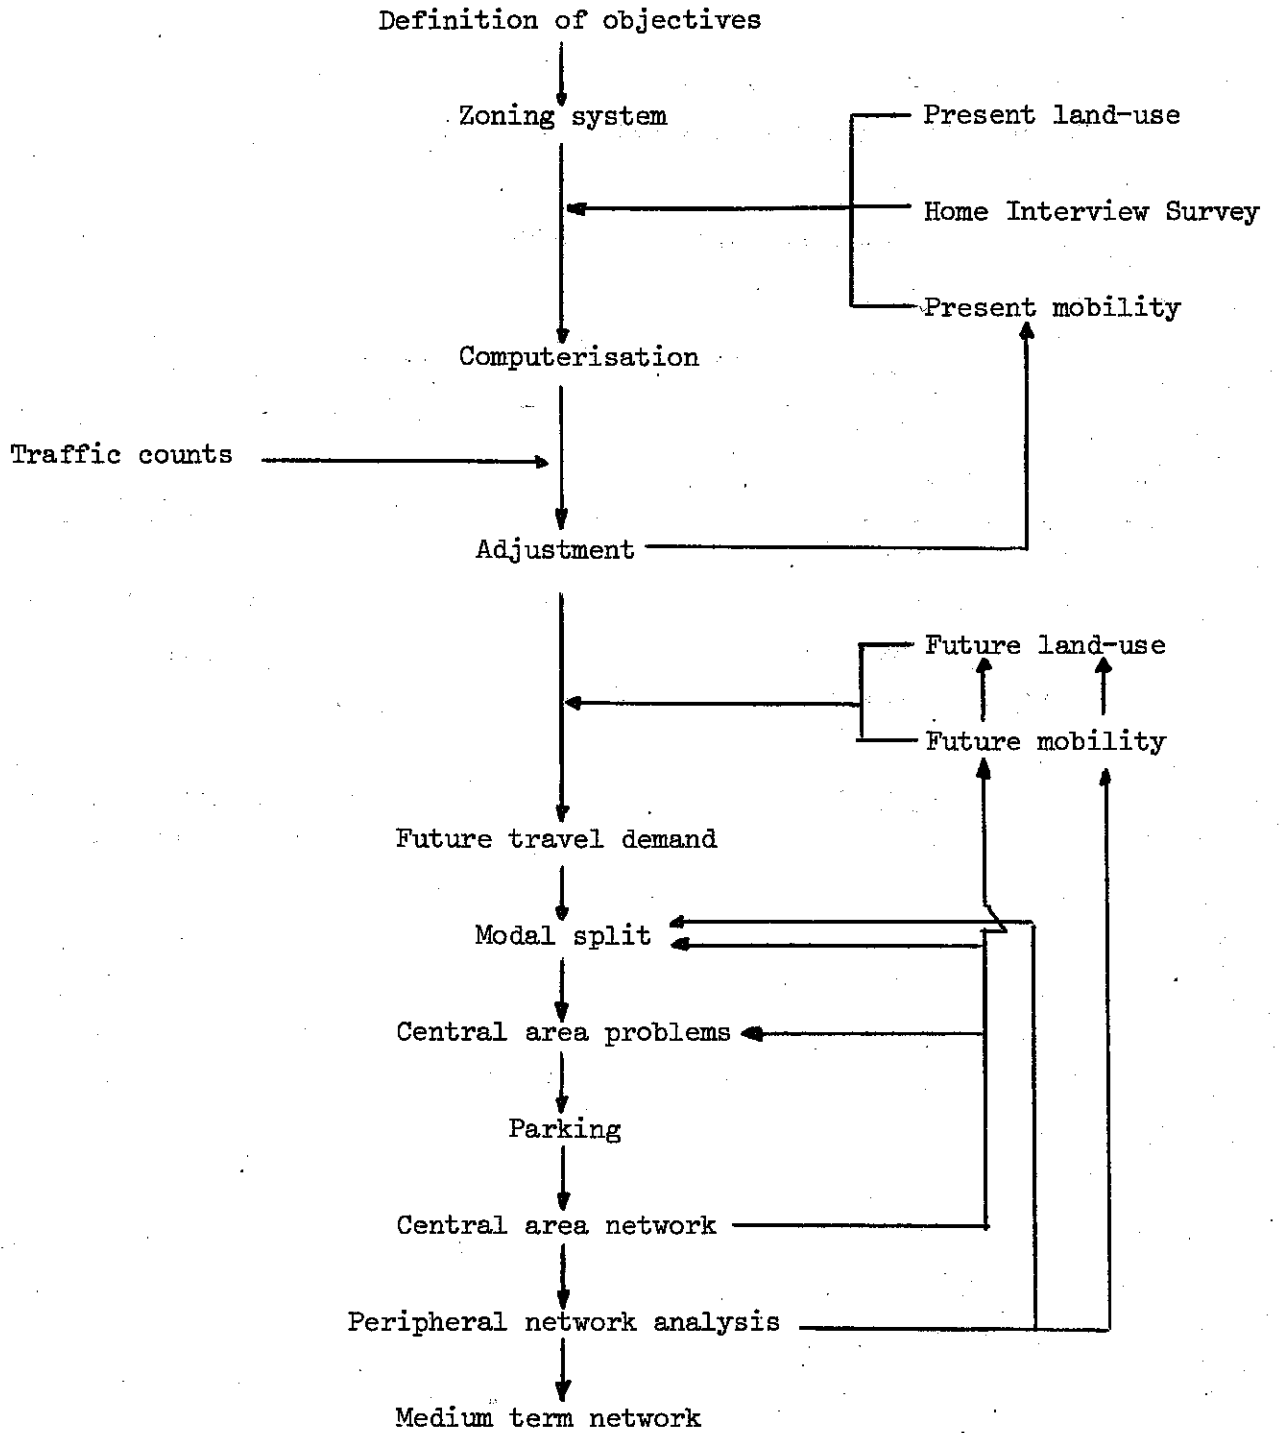 Definition of objectives
Zoning system
Present land-use
Home Interview Survey
Present mobility
Computerisation
Traffic counts
Adjustment
Future land-use
Future mobility
Future travel demand
Modal split
Central area problems
Parking
Central area network
Peripheral network analysis
Medium term network